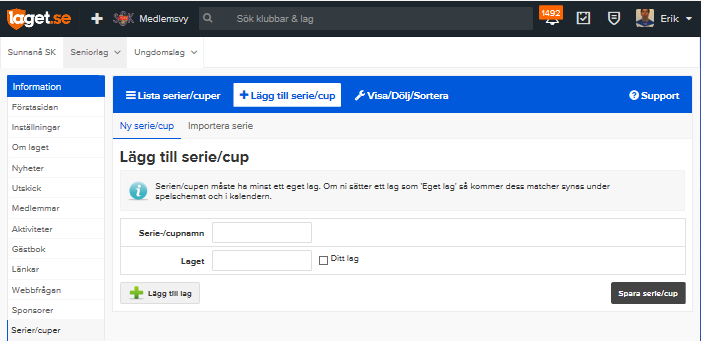 laget.se
SSK Medlemsvy
Sök klubbar & lag
1492
Erik
Sunnanå SK
Seniorlag
Ungdomslag
Information
Förstasidan
Inställningar
Om laget
Nyheter
Utskick
Medlemmar
Aktiviteter
Gästbok
Länkar
Webbfrågan
Sponsorer
Serier/cuper
Lista serier/cuper
Lägg till serie/cup
Visa/Dölj/Sortera
Support
Ny serie/cup
Importera serie
Lägg till serie/cup
Serien/cupen måste ha minst ett eget lag. Om ni sätter ett lag som 'Eget lag' så kommer dess matcher synas under
spelschemat och i kalendern.
Serie-/cupnamn
Laget
Ditt lag
Lägg till lag
Spara serie/cup